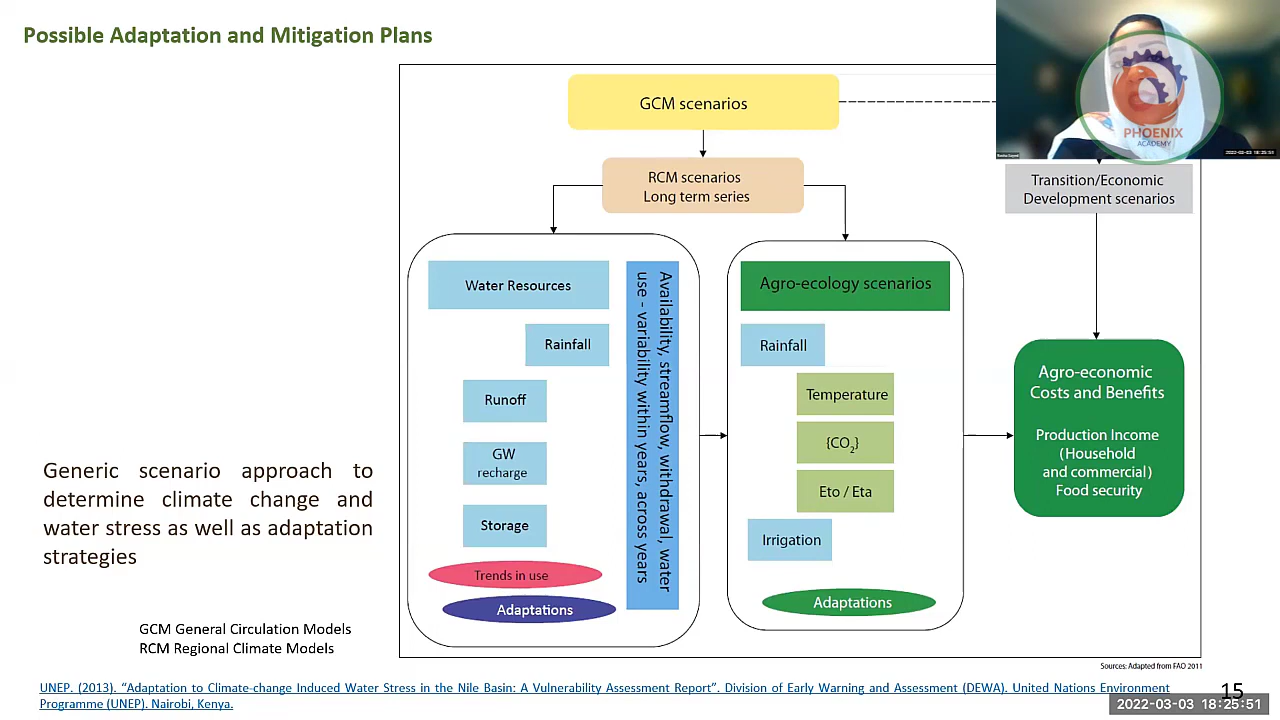 Possible Adaptation and Mitigation Plans
GCM scenarios
PHOENIX
ACADEMY
2022-03-03 18:25:51
RCM scenarios
Long term series
Transition/Economic
Development scenarios
Water Resources
Rainfall
Runoff
GW
recharge
Storage
Trends in use
Adaptations
Availability, streamflow, withdrawal, water
use - variability within years, across years
Agro-ecology scenarios
Rainfall
Temperature
{CO2}
Eto / Eta
Irrigation
Adaptations
Agro-economic
Costs and Benefits
Production Income
(Household
and commercial)
Food security
Generic scenario approach to
determine climate change and
water stress as well as adaptation
strategies
GCM General Circulation Models
RCM Regional Climate Models
Sources: Adapted from FAO 2011
UNEP. (2013). “Adaptation to Climate-change Induced Water Stress in the Nile Basin: A Vulnerability Assessment Report”. Division of Early Warning and Assessment (DEWA). United Nations Environment
Programme (UNEP). Nairobi, Kenya.
15
2022-03-03 18:25:51